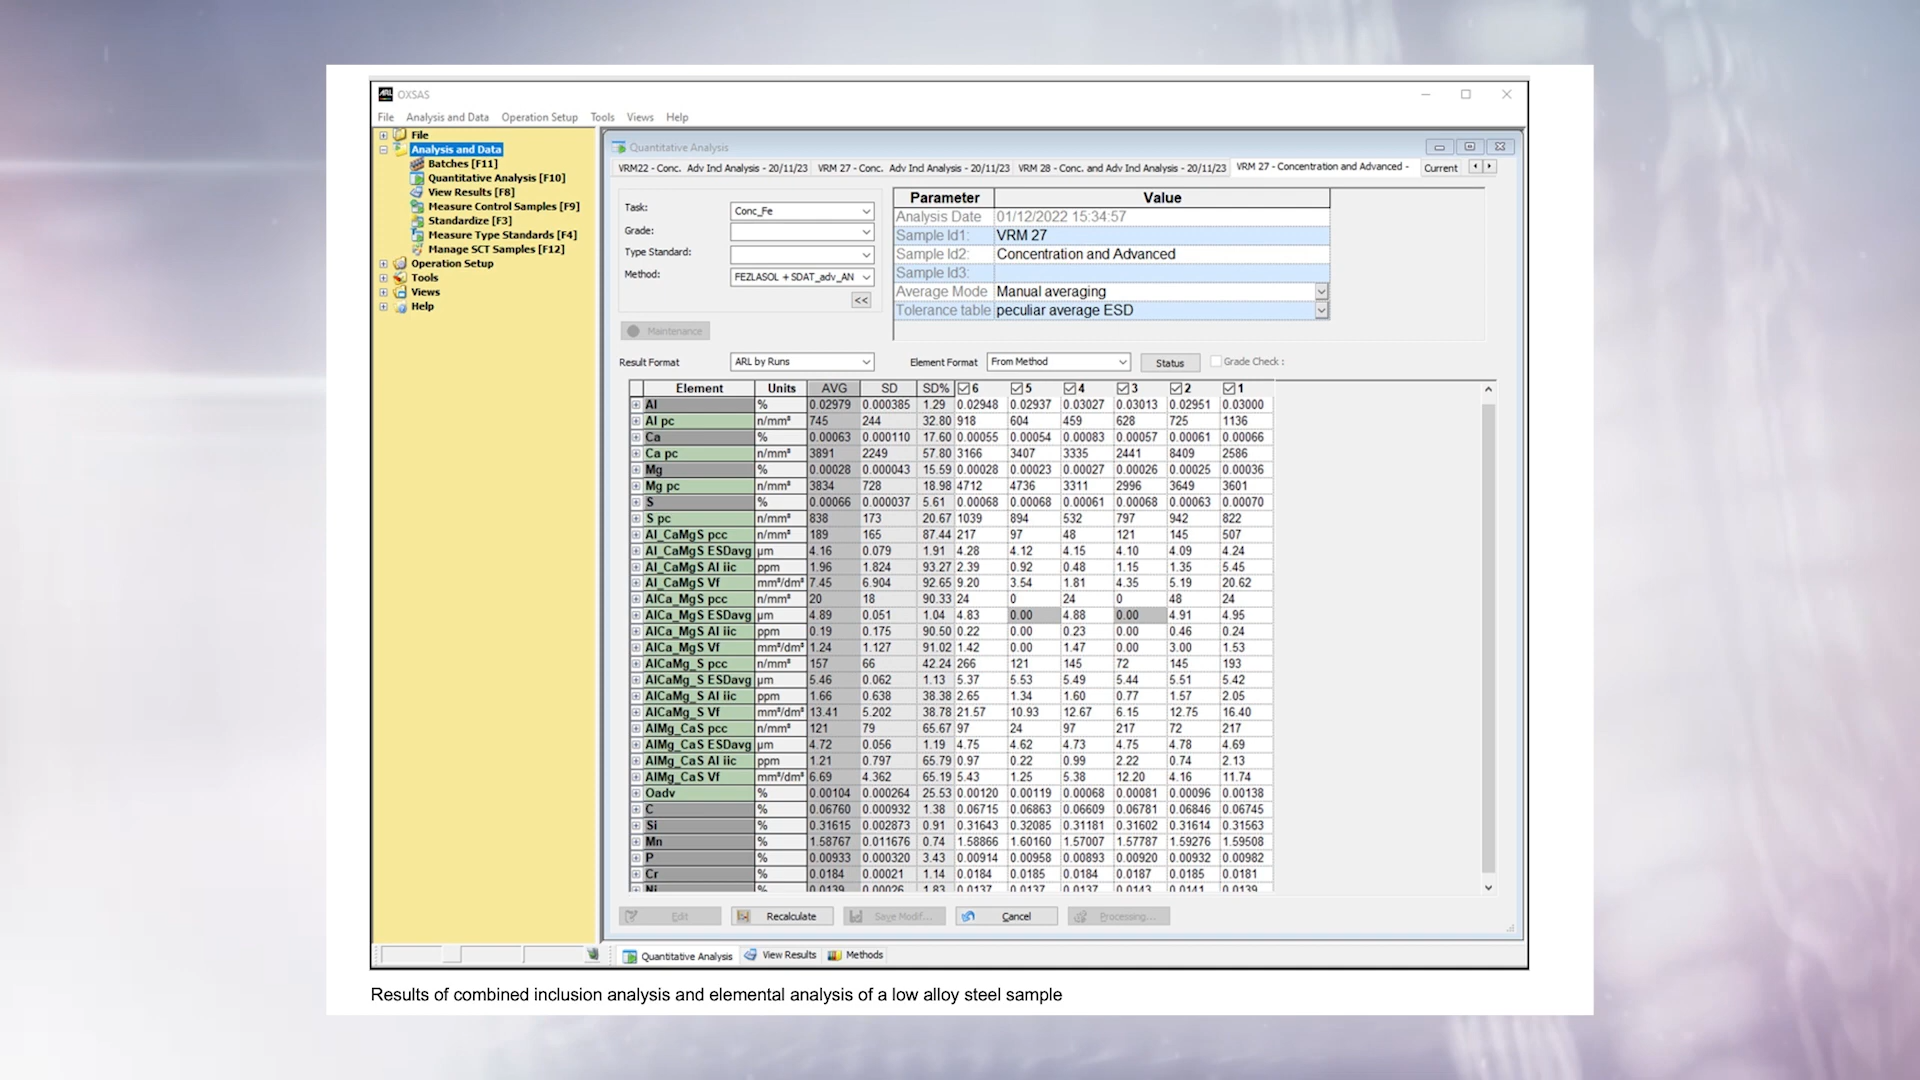 ARL OXSAS
File Analysis and Data Operation Setup Tools Views Help
File
Analysis and Data
Batches [F11]
Quantitative Analysis [F10]
View Results [F8]
Measure Control Samples [F9]
Standardize [F3]
Measure Type Standards [F4]
Manage SCT Samples [F12]
Operation Setup
Tools
Views
Help
Quantitative Analysis
VRM22 - Conc. Adv Incl Analysis - 20/11/23 VRM 27 - Conc. Adv Incl Analysis - 20/11/23 VRM 28 - Conc. and Adv Incl Analysis - 20/11/23 VRM 27 - Concentration and Advanced - Current
Task: Conc_Fe
Grade:
Type Standard:
Method: FEZLASOL + SDAT_adv_AN
<<
Maintenance
Parameter Value
Analysis Date 01/12/2022 15:34:57
Sample Id1: VRM 27
Sample Id2: Concentration and Advanced
Sample Id3:
Average Mode Manual averaging
Tolerance table peculiar average ESD
Result Format ARL by Runs Element Format From Method Status Grade Check :
Element Units AVG SD SD% 6 5 4 3 2 1
Al % 0.02979 0.000385 1.29 0.02948 0.02937 0.03027 0.03013 0.02951 0.03000
Al pc n/mm³ 745 244 32.80 918 604 459 628 725 1136
Ca % 0.00063 0.000110 17.60 0.00055 0.00054 0.00083 0.00057 0.00061 0.00066
Ca pc n/mm³ 3891 2249 57.80 3166 3407 3335 2441 8409 2586
Mg % 0.00028 0.000043 15.59 0.00028 0.00023 0.00027 0.00026 0.00025 0.00036
Mg pc n/mm³ 3834 728 18.98 4712 4736 3311 2996 3649 3601
S % 0.00066 0.000037 5.61 0.00068 0.00068 0.00061 0.00068 0.00063 0.00070
S pc n/mm³ 838 173 20.67 1039 894 532 797 942 822
Al_CaMgS pcc n/mm³ 189 165 87.44 217 97 48 121 145 507
Al_CaMgS ESDavg µm 4.16 0.079 1.91 4.28 4.12 4.15 4.10 4.09 4.24
Al_CaMgS Al iic ppm 1.96 1.824 93.27 2.39 0.92 0.48 1.15 1.35 5.45
Al_CaMgS Vf mm³/dm³ 7.45 6.904 92.65 9.20 3.54 1.81 4.35 5.19 20.62
AlCa_MgS pcc n/mm³ 20 18 90.33 24 0 24 0 48 24
AlCa_MgS ESDavg µm 4.89 0.051 1.04 4.83 0.00 4.88 0.00 4.91 4.95
AlCa_MgS Al iic ppm 0.19 0.175 90.50 0.22 0.00 0.23 0.00 0.46 0.24
AlCa_MgS Vf mm³/dm³ 1.24 1.127 91.02 1.42 0.00 1.47 0.00 3.00 1.53
AlCaMg_S pcc n/mm³ 157 66 42.24 266 121 145 72 145 193
AlCaMg_S ESDavg µm 5.46 0.062 1.13 5.37 5.53 5.49 5.44 5.51 5.42
AlCaMg_S Al iic ppm 1.66 0.638 38.38 2.65 1.34 1.60 0.77 1.57 2.05
AlCaMg_S Vf mm³/dm³ 13.41 5.202 38.78 21.57 10.93 12.67 6.15 12.75 16.40
AlMg_CaS pcc n/mm³ 121 79 65.67 97 24 97 217 72 217
AlMg_CaS ESDavg µm 4.72 0.056 1.19 4.75 4.62 4.73 4.75 4.78 4.69
AlMg_CaS Al iic ppm 1.21 0.797 65.79 0.97 0.22 0.99 2.22 0.74 2.13
AlMg_CaS Vf mm³/dm³ 6.69 4.362 65.19 5.43 1.25 5.38 12.20 4.16 11.74
Oadv % 0.00104 0.000264 25.53 0.00120 0.00119 0.00068 0.00081 0.00096 0.00138
C % 0.06760 0.000932 1.38 0.06715 0.06863 0.06609 0.06781 0.06846 0.06745
Si % 0.31615 0.002873 0.91 0.31643 0.32085 0.31181 0.31602 0.31614 0.31563
Mn % 1.58767 0.011676 0.74 1.58866 1.60160 1.57007 1.57787 1.59276 1.59508
P % 0.00933 0.000320 3.43 0.00914 0.00958 0.00893 0.00920 0.00932 0.00982
Cr % 0.0184 0.00021 1.14 0.0184 0.0185 0.0184 0.0187 0.0185 0.0181
Ni % 0.0139 0.00026 1.83 0.0137 0.0137 0.0137 0.0143 0.0141 0.0139
Edit Recalculate Save Modif... Cancel Processing...
Quantitative Analysis View Results Methods
Results of combined inclusion analysis and elemental analysis of a low alloy steel sample